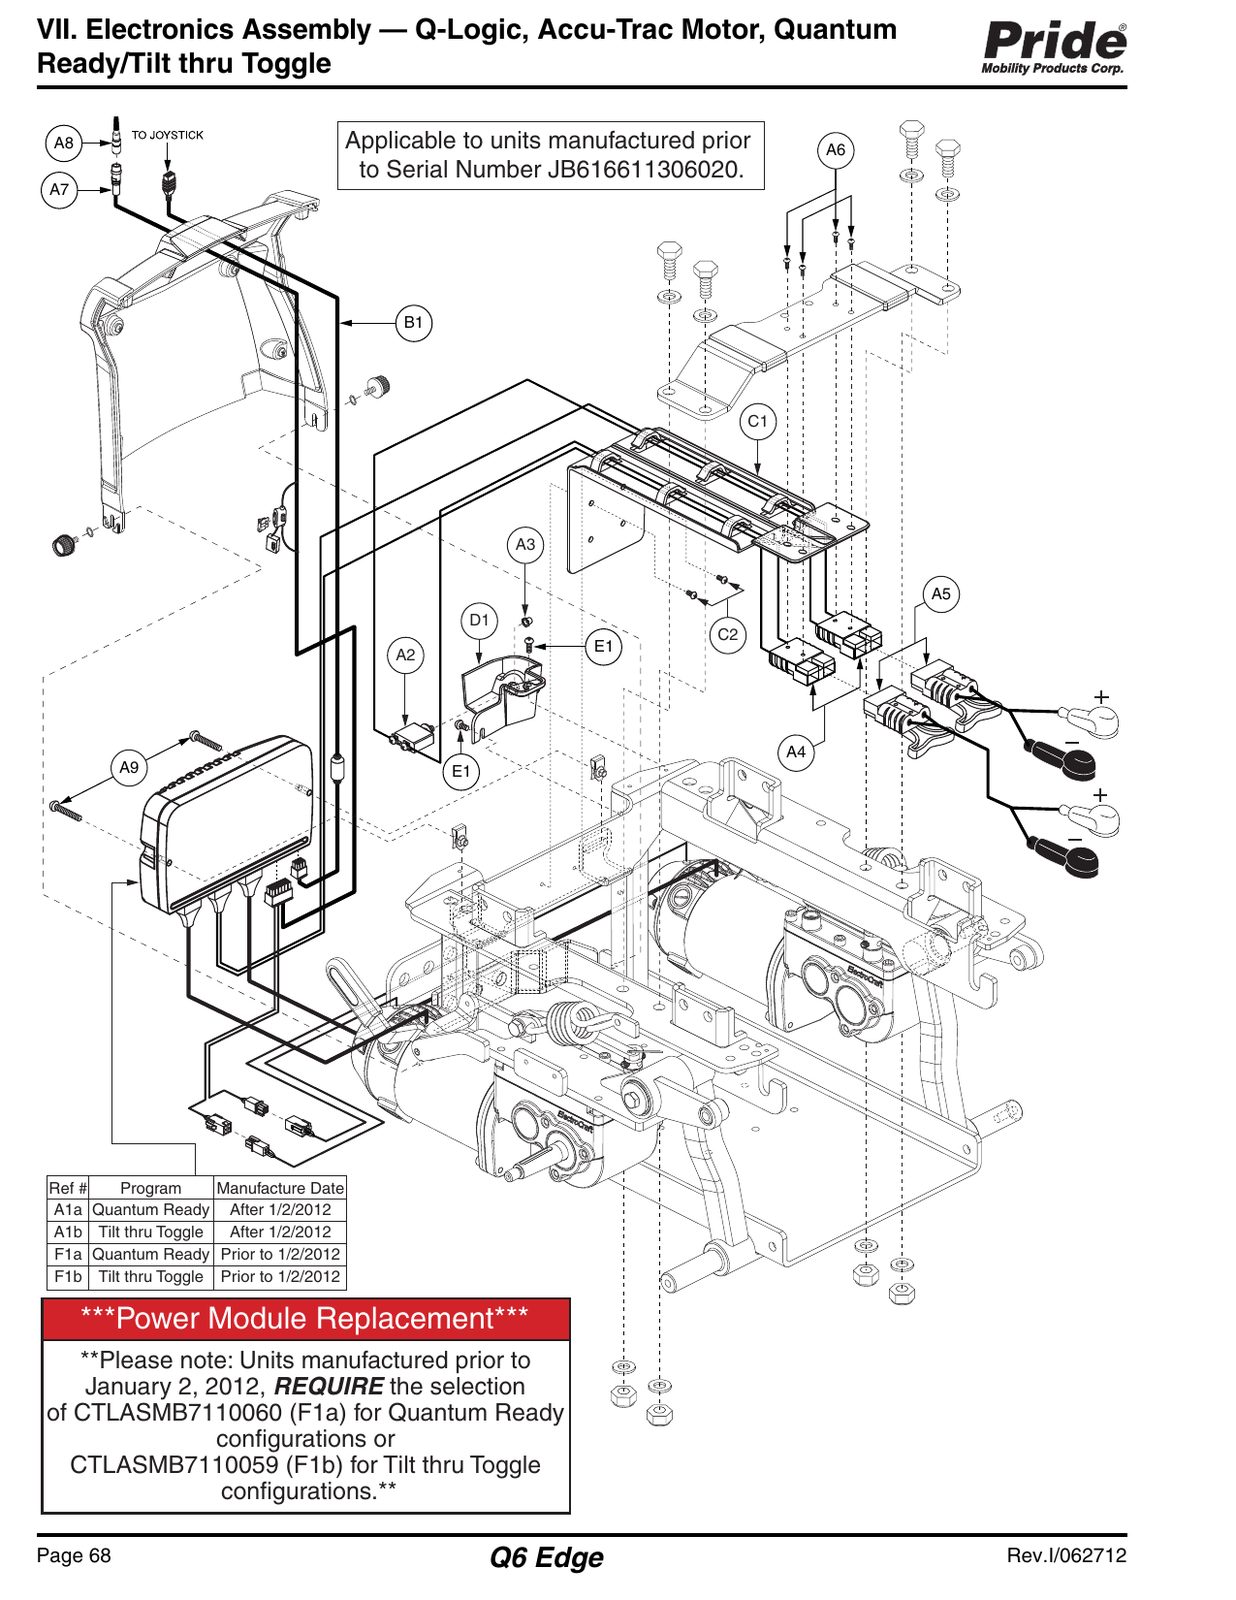 VII. Electronics Assembly — Q-Logic, Accu-Trac Motor, Quantum
Ready/Tilt thru Toggle
Pride®
Mobility Products Corp.
Applicable to units manufactured prior
to Serial Number JB616611306020.
A8
TO JOYSTICK
A7
A6
B1
C1
A3
D1
E1
C2
A5
A2
A4
A9
E1
+
−
+
−
ElectroCraft
ElectroCraft
Ref # Program Manufacture Date
A1a Quantum Ready After 1/2/2012
A1b Tilt thru Toggle After 1/2/2012
F1a Quantum Ready Prior to 1/2/2012
F1b Tilt thru Toggle Prior to 1/2/2012
***Power Module Replacement***
**Please note: Units manufactured prior to
January 2, 2012, REQUIRE the selection
of CTLASMB7110060 (F1a) for Quantum Ready
configurations or
CTLASMB7110059 (F1b) for Tilt thru Toggle
configurations.**
Page 68
Q6 Edge
Rev.I/062712